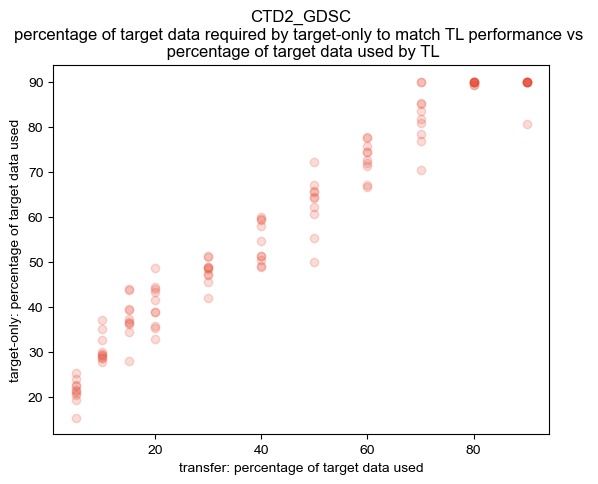 CTD2_GDSC
percentage of target data required by target-only to match TL performance vs
percentage of target data used by TL
target-only: percentage of target data used
90
80
70
60
50
40
30
20
20
40
60
80
transfer: percentage of target data used